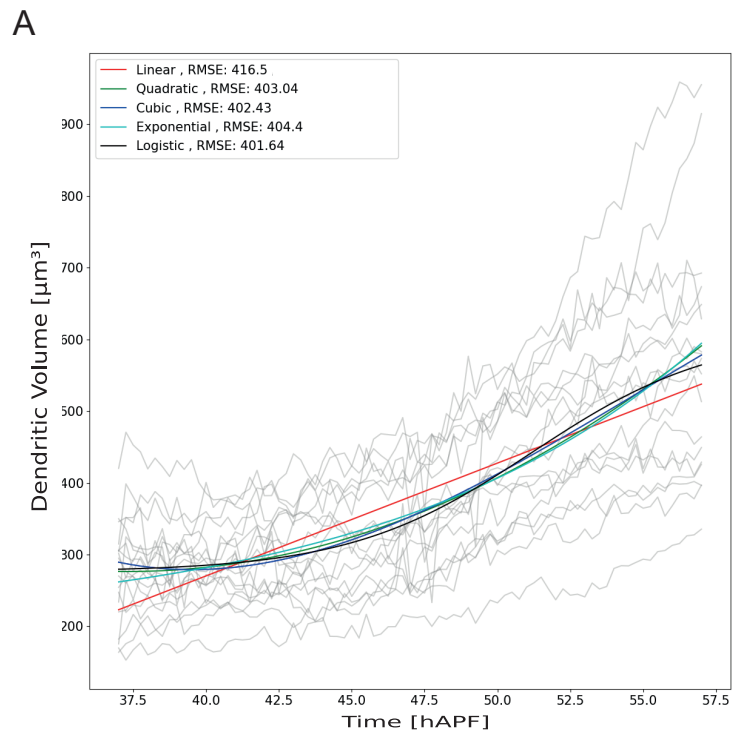 A
Linear , RMSE: 416.5
Quadratic , RMSE: 403.04
Cubic , RMSE: 402.43
Exponential , RMSE: 404.4
Logistic , RMSE: 401.64
900
800
700
600
500
400
300
200
Dendritic Volume [µm³]
37.5 40.0 42.5 45.0 47.5 50.0 52.5 55.0 57.5
Time [hAPF]